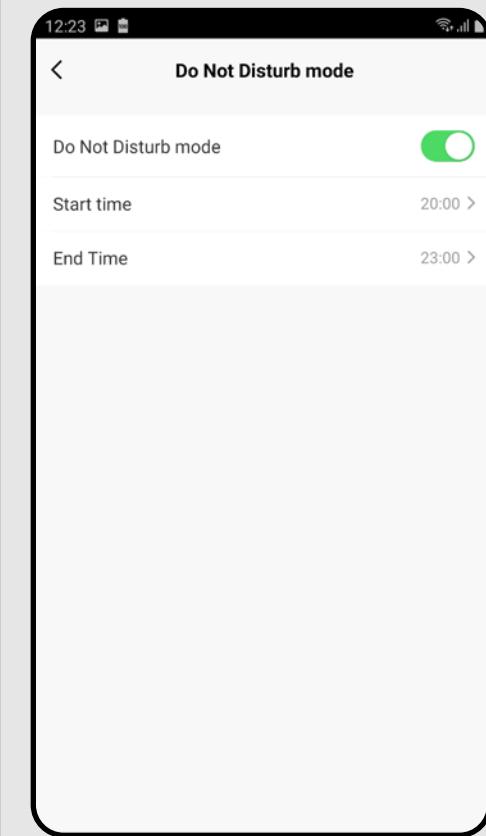 12:23
Do Not Disturb mode
Do Not Disturb mode
Start time 20:00
End Time 23:00